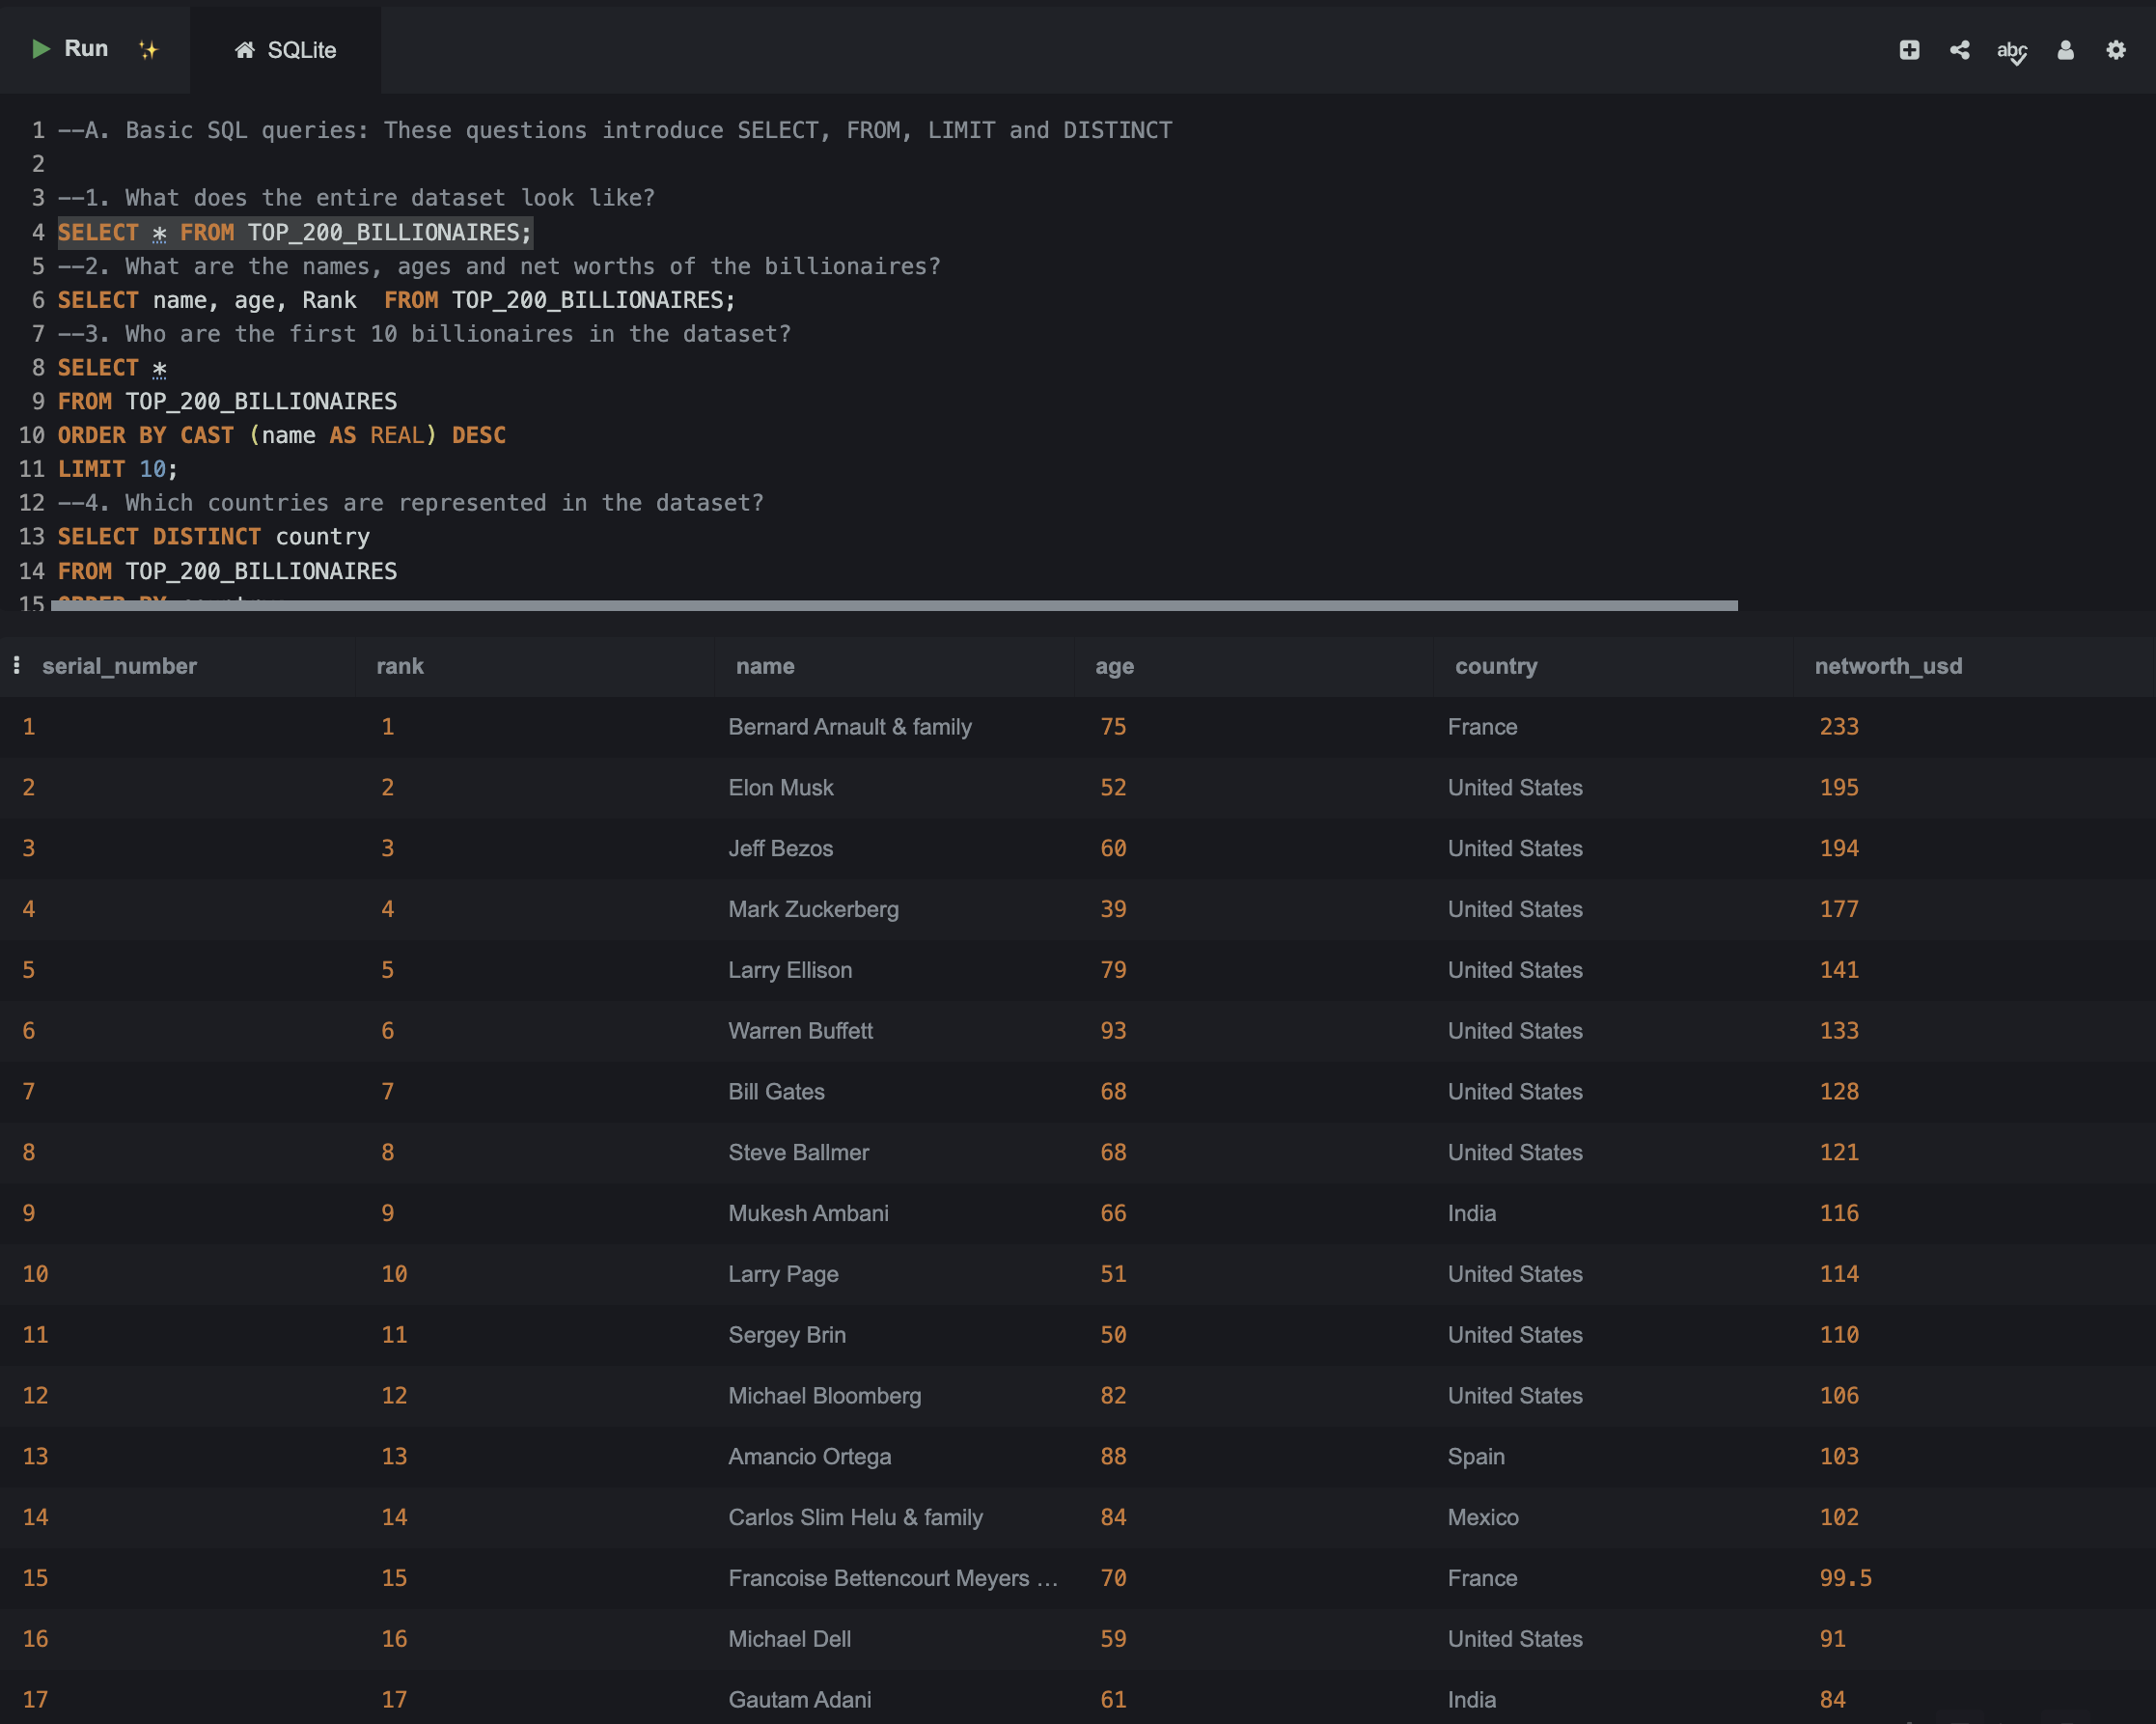 Run SQLite abc
1 --A. Basic SQL queries: These questions introduce SELECT, FROM, LIMIT and DISTINCT
2
3 --1. What does the entire dataset look like?
4 SELECT * FROM TOP_200_BILLIONAIRES;
5 --2. What are the names, ages and net worths of the billionaires?
6 SELECT name, age, Rank  FROM TOP_200_BILLIONAIRES;
7 --3. Who are the first 10 billionaires in the dataset?
8 SELECT *
9 FROM TOP_200_BILLIONAIRES
10 ORDER BY CAST (name AS REAL) DESC
11 LIMIT 10;
12 --4. Which countries are represented in the dataset?
13 SELECT DISTINCT country
14 FROM TOP_200_BILLIONAIRES
15 ORDER BY
serial_number rank name age country networth_usd
1 1 Bernard Arnault & family 75 France 233
2 2 Elon Musk 52 United States 195
3 3 Jeff Bezos 60 United States 194
4 4 Mark Zuckerberg 39 United States 177
5 5 Larry Ellison 79 United States 141
6 6 Warren Buffett 93 United States 133
7 7 Bill Gates 68 United States 128
8 8 Steve Ballmer 68 United States 121
9 9 Mukesh Ambani 66 India 116
10 10 Larry Page 51 United States 114
11 11 Sergey Brin 50 United States 110
12 12 Michael Bloomberg 82 United States 106
13 13 Amancio Ortega 88 Spain 103
14 14 Carlos Slim Helu & family 84 Mexico 102
15 15 Francoise Bettencourt Meyers ... 70 France 99.5
16 16 Michael Dell 59 United States 91
17 17 Gautam Adani 61 India 84